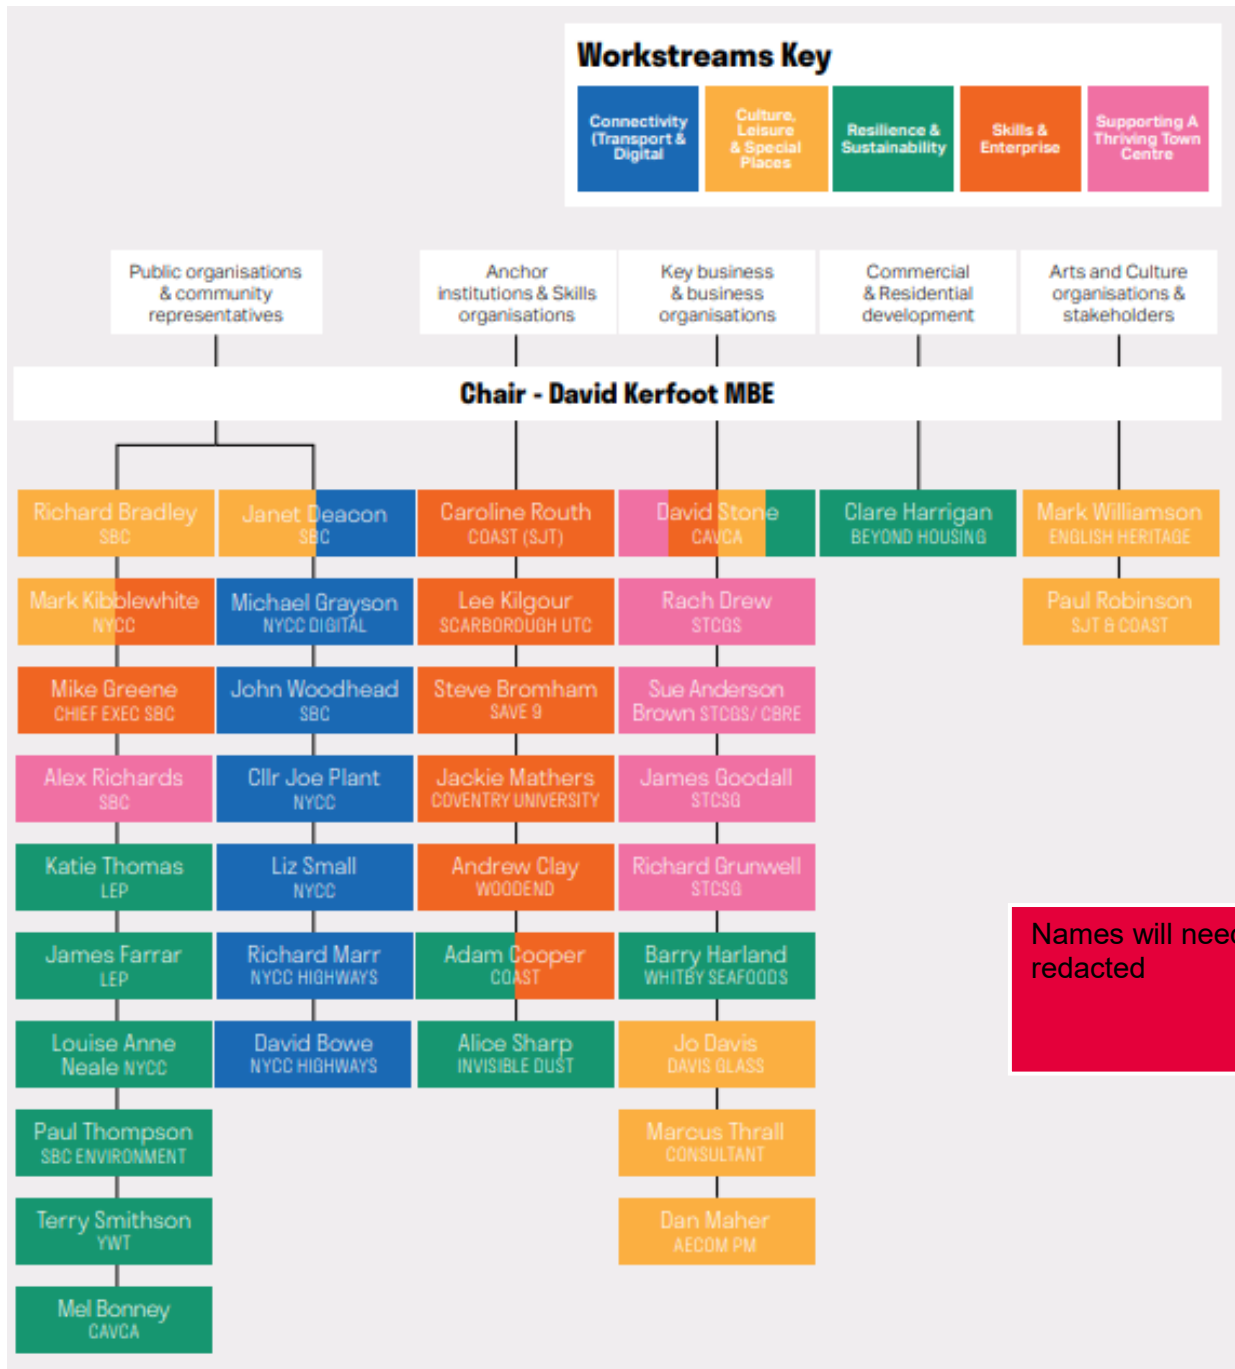 Workstreams Key
Connectivity
(Transport &
Digital
Culture,
Leisure
& Special
Places
Resilience &
Sustainability
Skills &
Enterprise
Supporting A
Thriving Town
Centre
Public organisations
& community
representatives
Anchor
institutions & Skills
organisations
Key business
& business
organisations
Commercial
& Residential
development
Arts and Culture
organisations &
stakeholders
Chair - David Kerfoot MBE
Richard Bradley
SBC
Mark Kibblewhite
NYCC
Mike Greene
CHIEF EXEC SBC
Alex Richards
SBC
Katie Thomas
LEP
James Farrar
LEP
Louise Anne
Neale NYCC
Paul Thompson
SBC ENVIRONMENT
Terry Smithson
YWT
Mel Bonney
CAVCA
Janet Deacon
SBC
Michael Grayson
NYCC DIGITAL
John Woodhead
SBC
Cllr Joe Plant
NYCC
Liz Small
NYCC
Richard Marr
NYCC HIGHWAYS
David Bowe
NYCC HIGHWAYS
Caroline Routh
COAST (SJT)
Lee Kilgour
SCARBOROUGH UTC
Steve Bromham
SAVE 9
Jackie Mathers
COVENTRY UNIVERSITY
Andrew Clay
WOODEND
Adam Cooper
COAST
Alice Sharp
INVISIBLE DUST
David Stone
CAVCA
Rach Drew
STCGS
Sue Anderson
Brown STCGS/ CBRE
James Goodall
STCSG
Richard Grunwell
STCSG
Barry Harland
WHITBY SEAFOODS
Jo Davis
DAVIS GLASS
Marcus Thrall
CONSULTANT
Dan Maher
AECOM PM
Clare Harrigan
BEYOND HOUSING
Mark Williamson
ENGLISH HERITAGE
Paul Robinson
SJT & COAST
Names will need
redacted